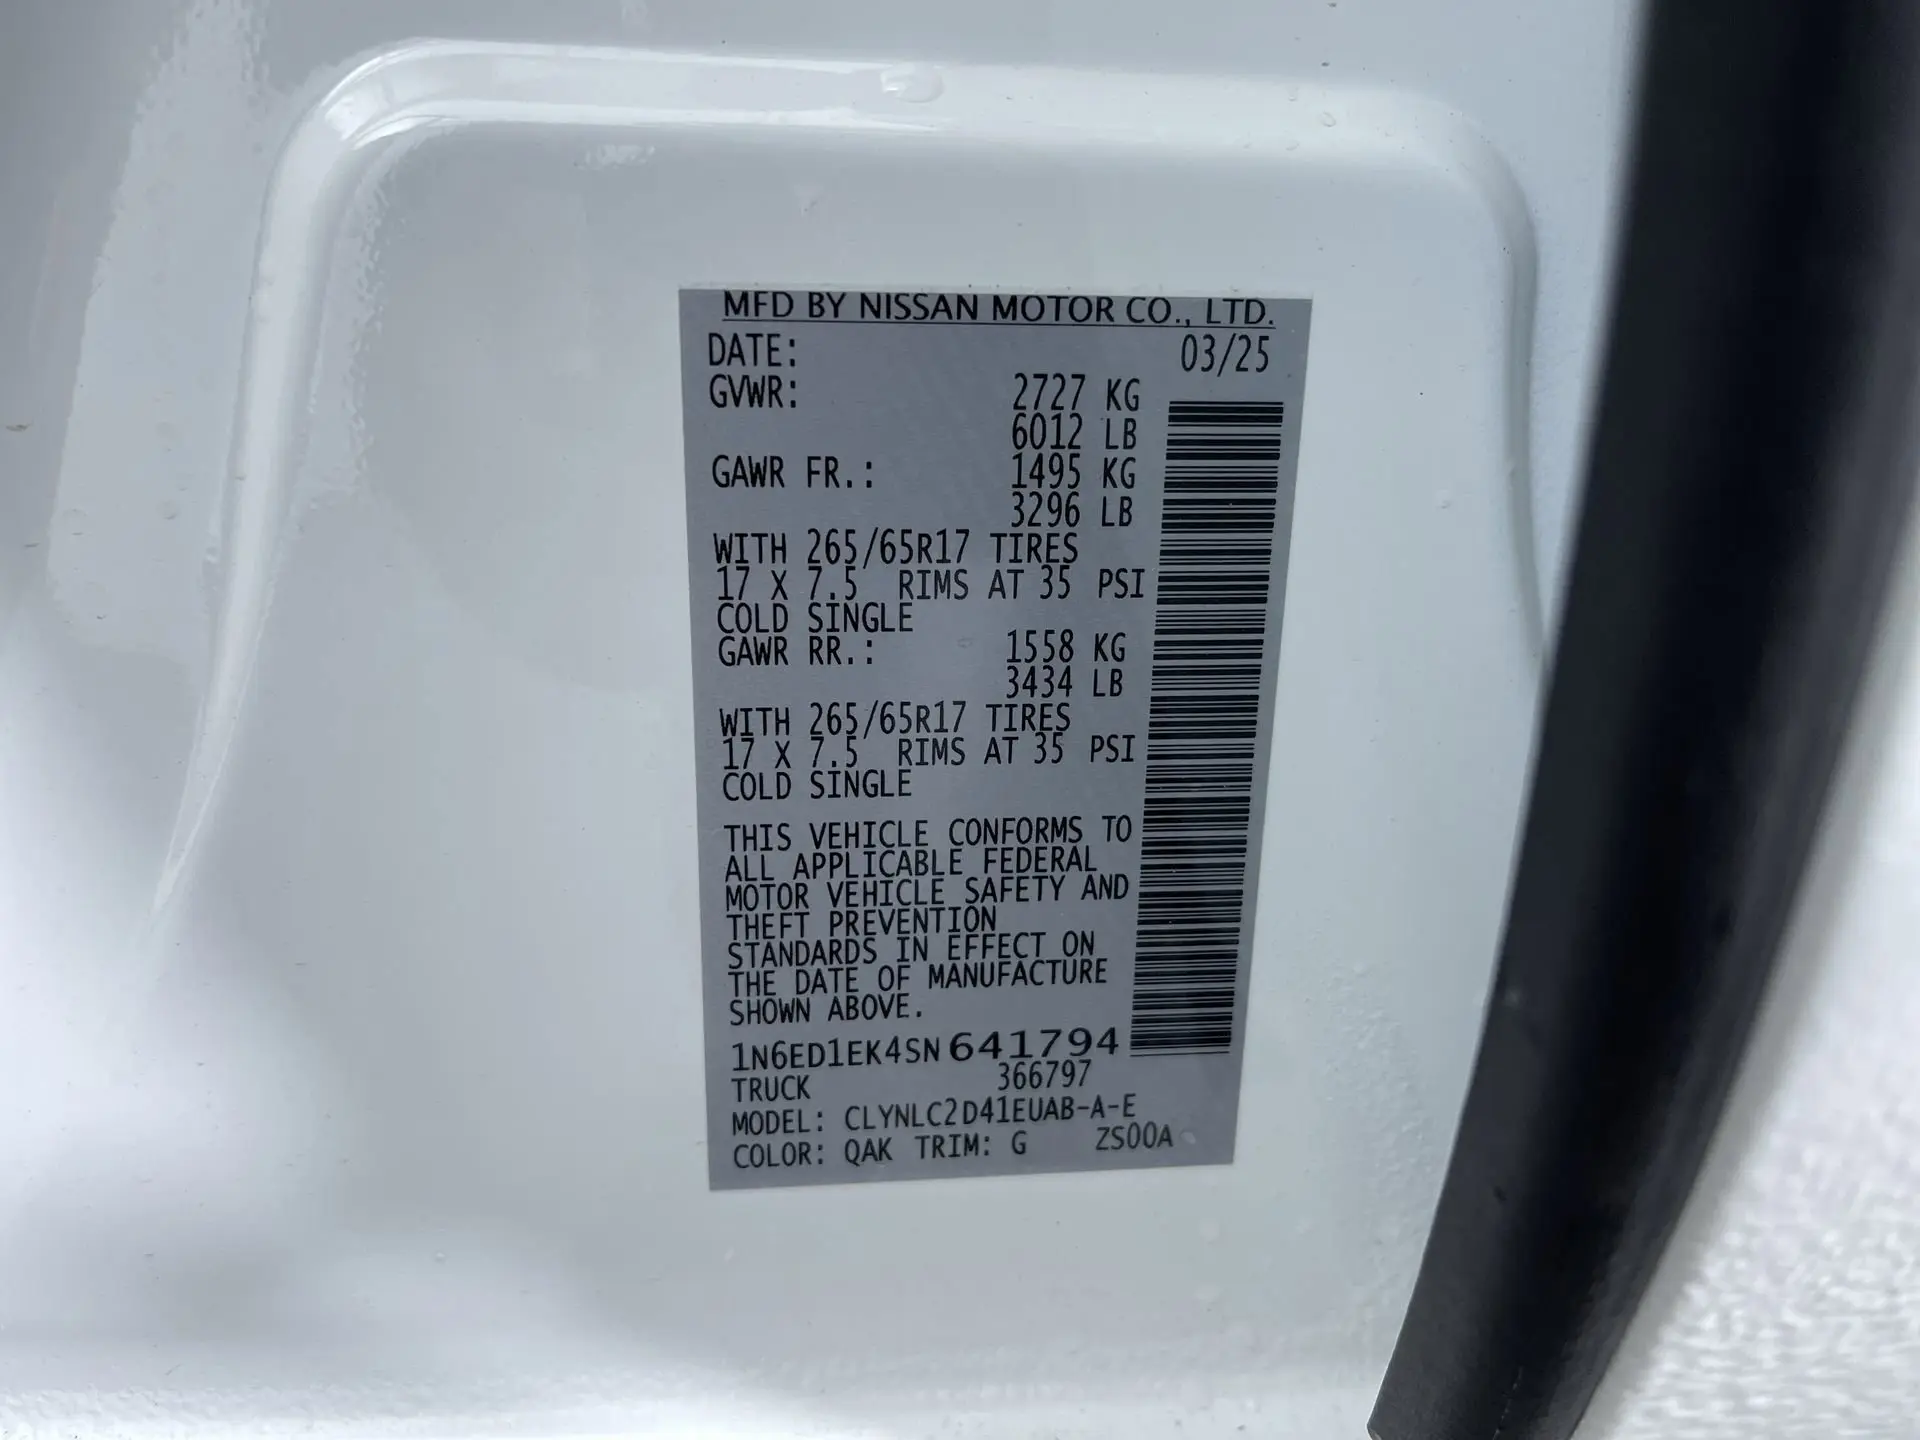 MFD BY NISSAN MOTOR CO., LTD.
DATE: 03/25
GVWR: 2727 KG
6012 LB
GAWR FR.: 1495 KG
3296 LB
WITH 265/65R17 TIRES
17 X 7.5 RIMS AT 35 PSI
COLD SINGLE
GAWR RR.: 1558 KG
3434 LB
WITH 265/65R17 TIRES
17 X 7.5 RIMS AT 35 PSI
COLD SINGLE
THIS VEHICLE CONFORMS TO
ALL APPLICABLE FEDERAL
MOTOR VEHICLE SAFETY AND
THEFT PREVENTION
STANDARDS IN EFFECT ON
THE DATE OF MANUFACTURE
SHOWN ABOVE.
1N6ED1EK4SN641794
TRUCK 366797
MODEL: CLYNLC2D41EUAB-A-E
COLOR: QAK TRIM: G ZS00A